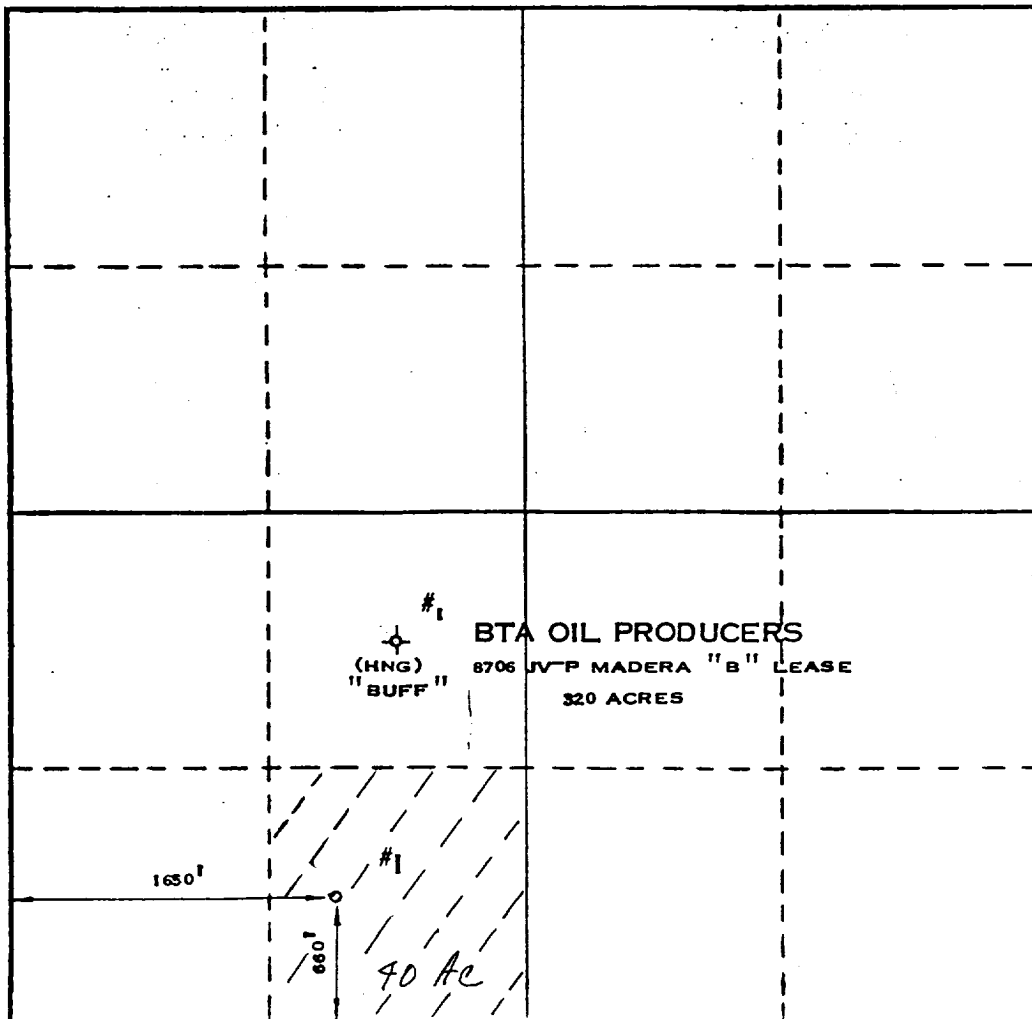 #1
BTA OIL PRODUCERS
(HNG) 8706 JV-P MADERA "B" LEASE
"BUFF"
320 ACRES
#1
1650'
660'
40 Ac